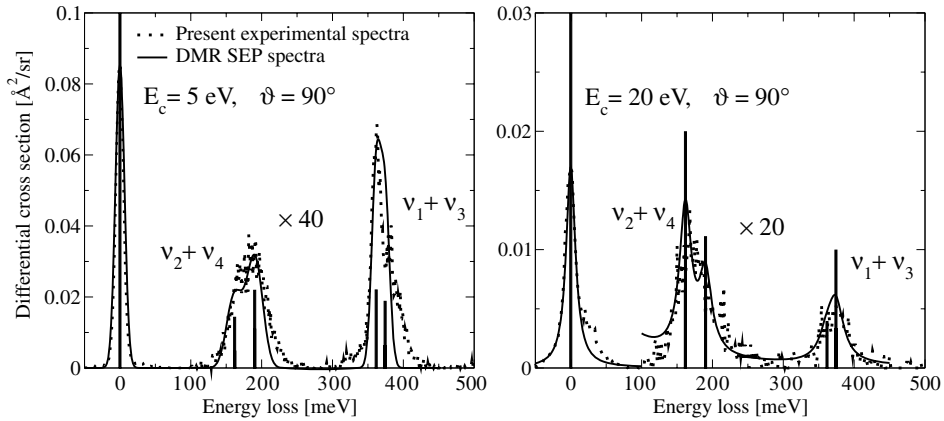 Differential cross section [Å²/sr]
0.1
0.08
0.06
0.04
0.02
0
Present experimental spectra
DMR SEP spectra
E_c = 5 eV, ϑ = 90°
ν₂+ ν₄
× 40
ν₁+ ν₃
0 100 200 300 400 500
Energy loss [meV]
0.03
0.02
0.01
0
E_c = 20 eV, ϑ = 90°
ν₂+ ν₄
× 20
ν₁+ ν₃
0 100 200 300 400 500
Energy loss [meV]